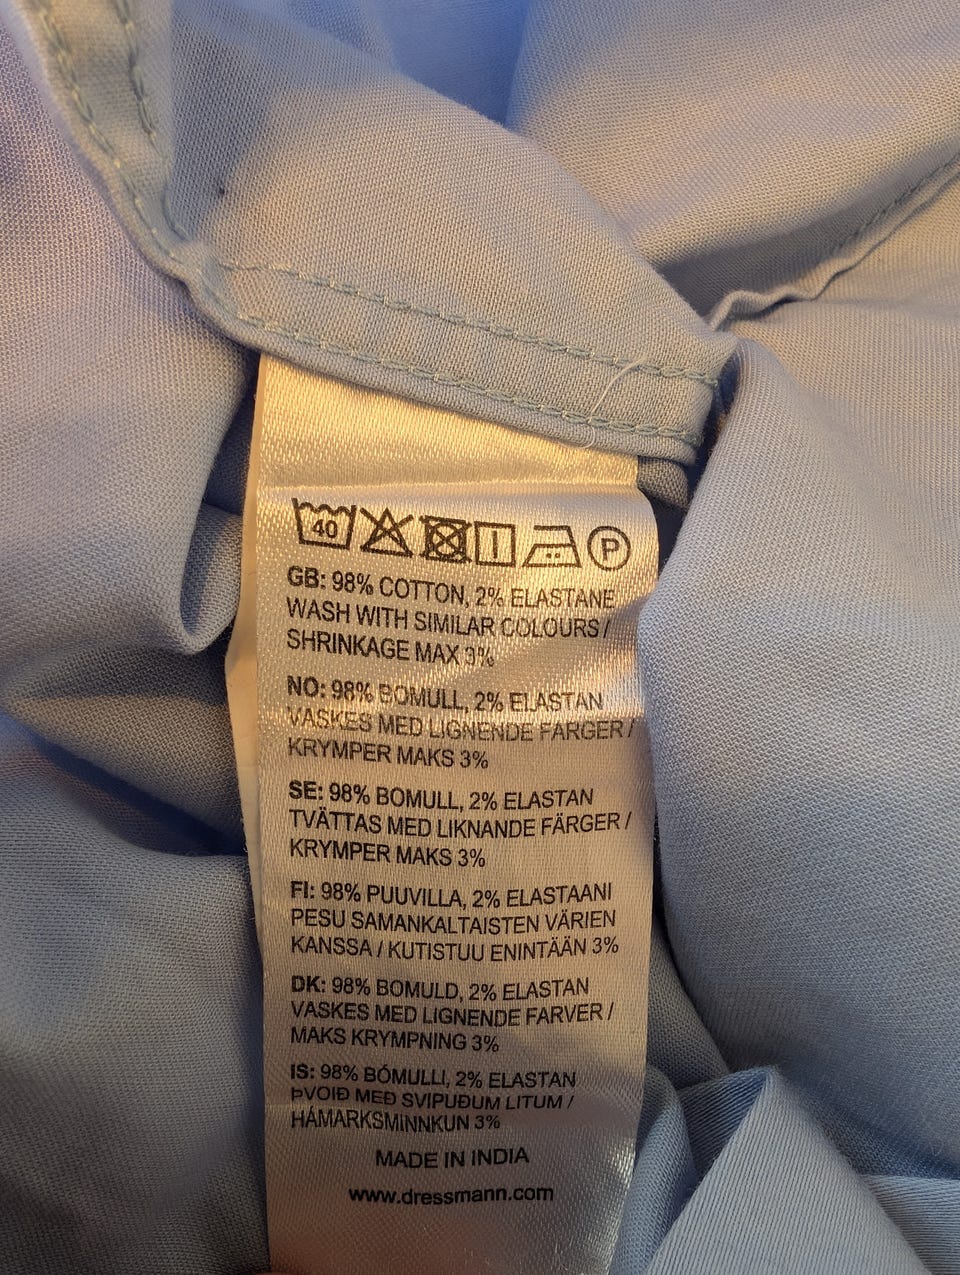 40 P
GB: 98% COTTON, 2% ELASTANE
WASH WITH SIMILAR COLOURS /
SHRINKAGE MAX 3%
NO: 98% BOMULL, 2% ELASTAN
VASKES MED LIGNENDE FARGER /
KRYMPER MAKS 3%
SE: 98% BOMULL, 2% ELASTAN
TVÄTTAS MED LIKNANDE FÄRGER /
KRYMPER MAKS 3%
FI: 98% PUUVILLA, 2% ELASTAANI
PESU SAMANKALTAISTEN VÄRIEN
KANSSA / KUTISTUU ENINTÄÄN 3%
DK: 98% BOMULD, 2% ELASTAN
VASKES MED LIGNENDE FARVER /
MAKS KRYMPNING 3%
IS: 98% BÓMULLI, 2% ELASTAN
ÞVOIÐ MEÐ SVIPUÐUM LITUM /
HÁMARKSMINNKUN 3%
MADE IN INDIA
www.dressmann.com